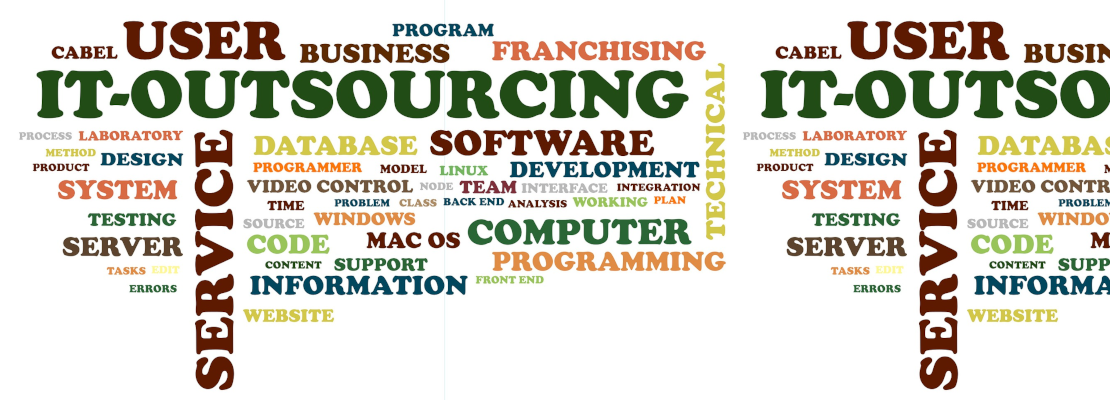 PROGRAM
CABEL USER BUSINESS FRANCHISING
IT-OUTSOURCING
TECHNICAL
PROCESS LABORATORY
METHOD DESIGN
PRODUCT
SYSTEM
TESTING
SERVER
TASKS EDIT
ERRORS
SERVICE
DATABASE SOFTWARE
PROGRAMMER MODEL LINUX DEVELOPMENT
VIDEO CONTROL NODE TEAM INTERFACE INTEGRATION
TIME PROBLEM CLASS BACK END ANALYSIS WORKING PLAN
SOURCE WINDOWS
CODE MAC OS COMPUTER
CONTENT SUPPORT PROGRAMMING
INFORMATION FRONT END
WEBSITE
CABEL USER BUSIN
IT-OUTSO
PROCESS LABORATORY
METHOD DESIGN
PRODUCT
SYSTEM
TESTING
SERVER
TASKS EDIT
ERRORS
SERVICE
DATABAS
PROGRAMMER
VIDEO CONTR
TIME PROBLEM
SOURCE WINDO
CODE M
CONTENT SUPP
INFORMA
WEBSITE